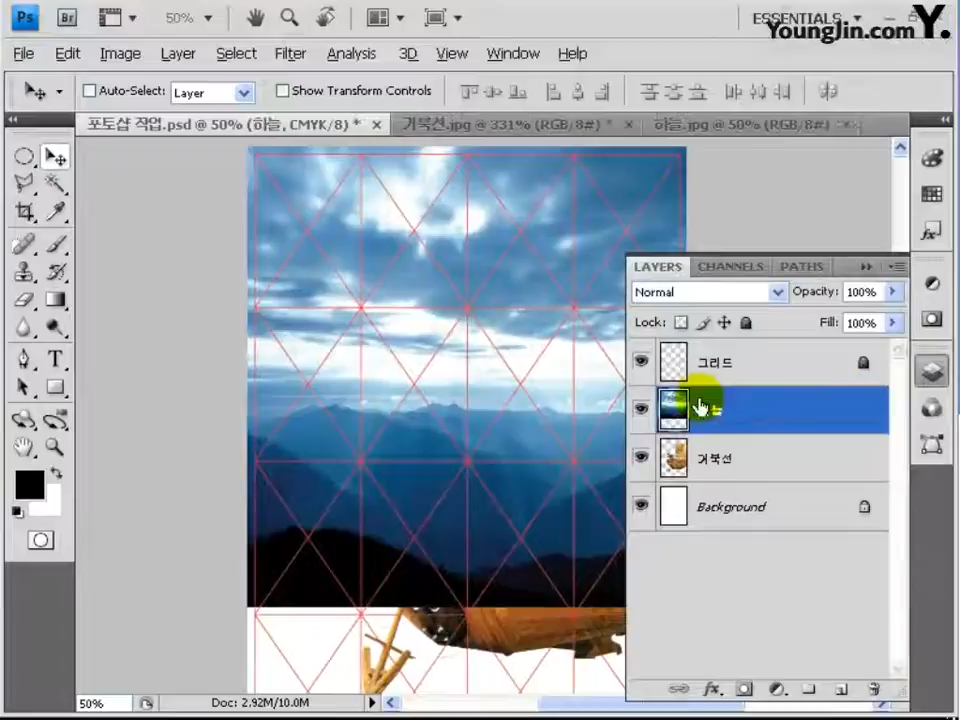 Ps Br 50% ESSENTIALS
YoungJin.com Y.
File Edit Image Layer Select Filter Analysis 3D View Window Help
Auto-Select: Layer Show Transform Controls
포토샵 작업.psd @ 50% (하늘, CMYK/8) * × 거북선.jpg @ 331% (RGB/8#) * × 하늘.jpg @ 50% (RGB/8#) ×
LAYERS CHANNELS PATHS
Normal Opacity: 100%
Lock: Fill: 100%
그리드
거북선
Background
50% Doc: 2.92M/10.0M